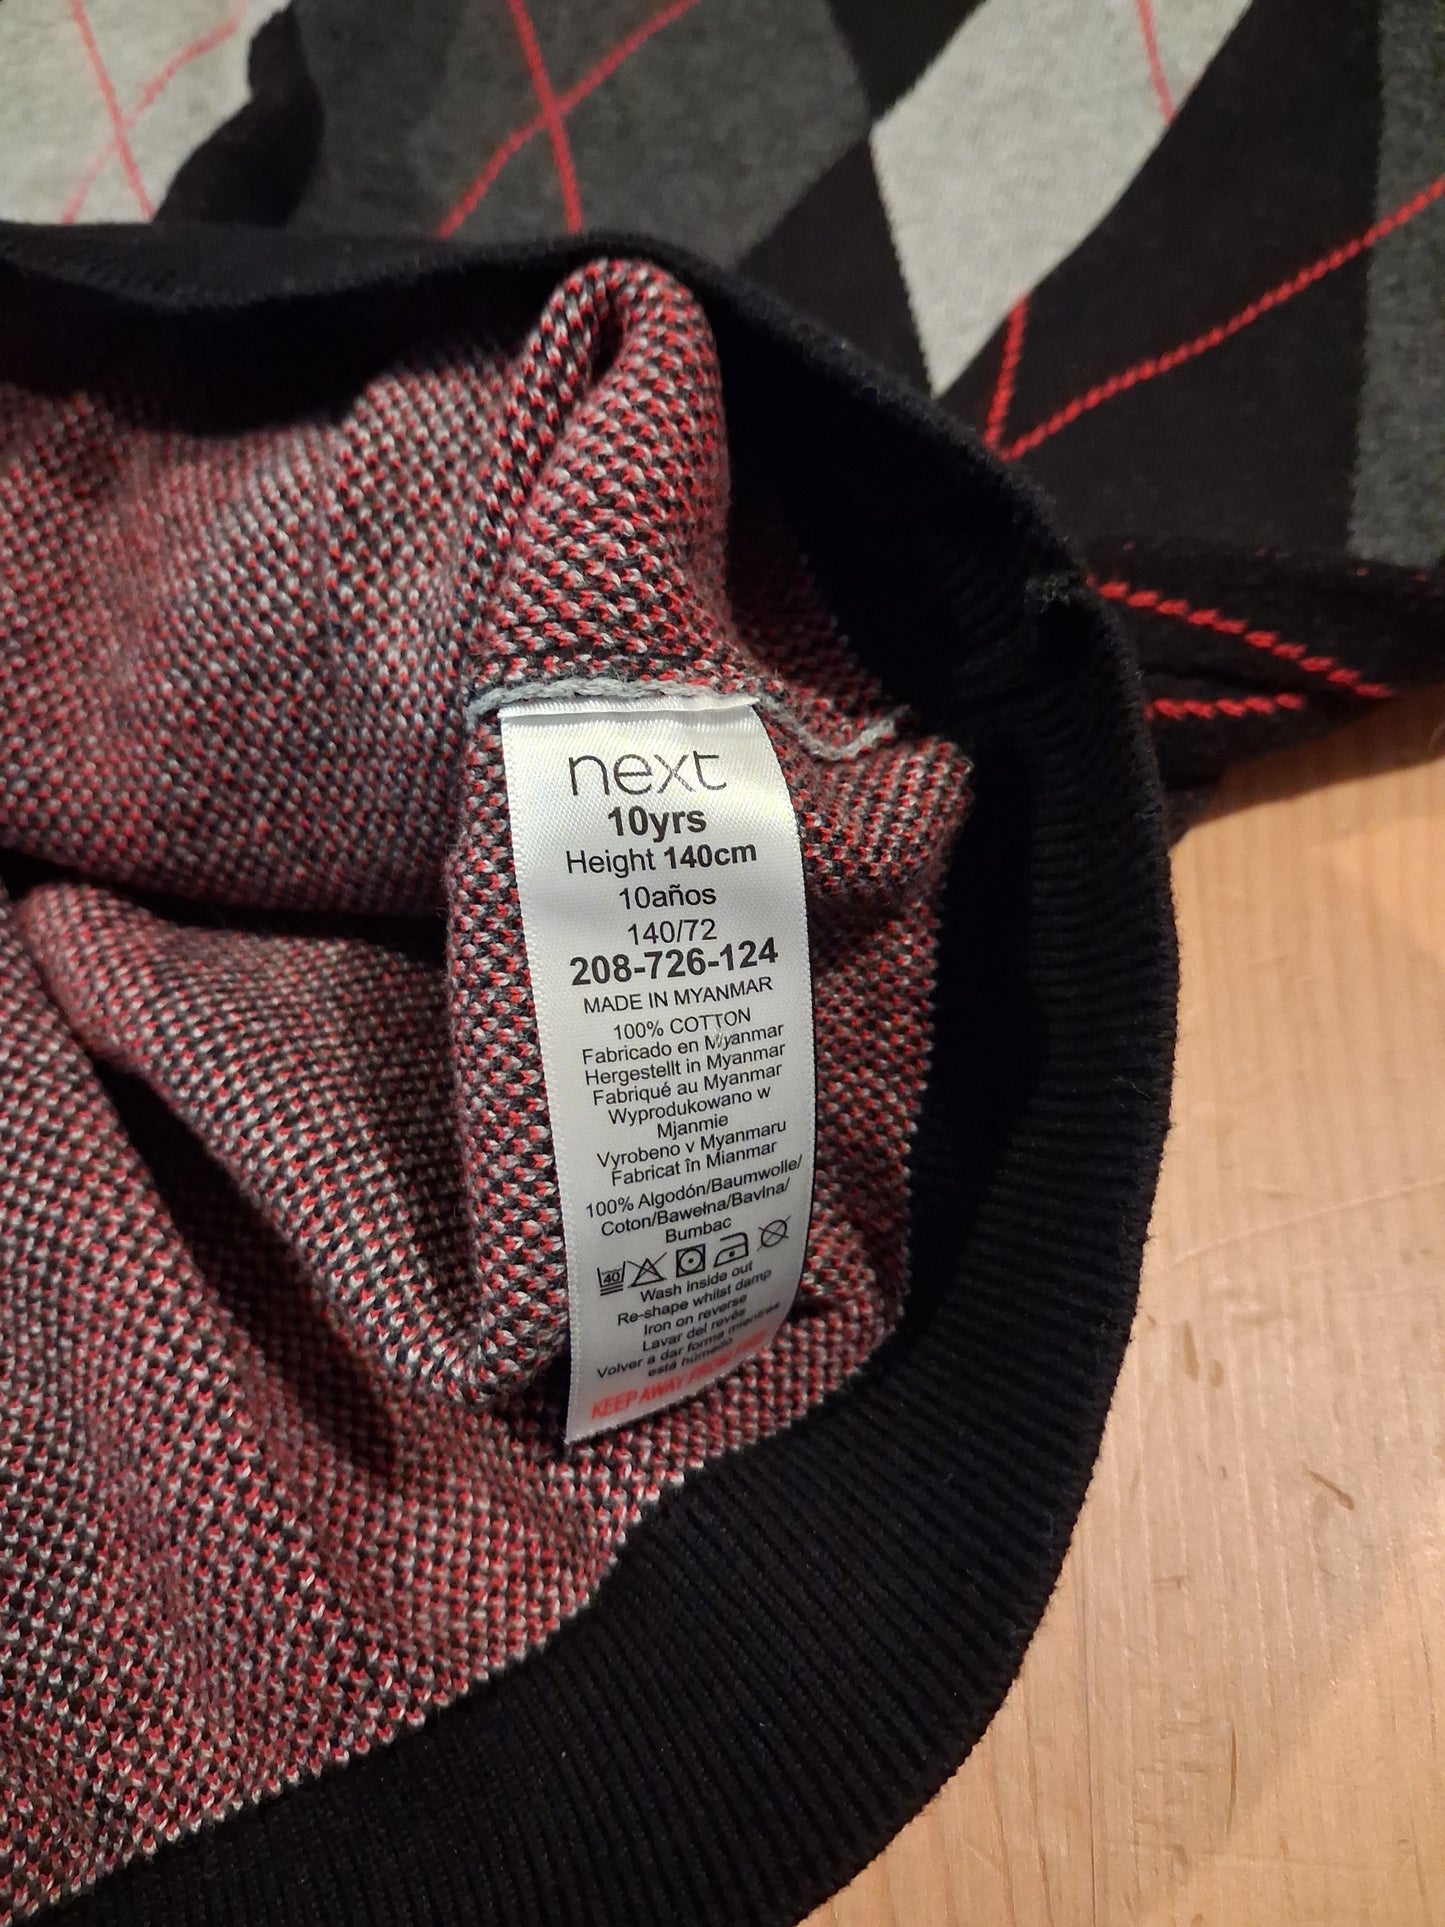 next
10yrs
Height 140cm
10años
140/72
208-726-124
MADE IN MYANMAR
100% COTTON
Fabricado en Myanmar
Hergestellt in Myanmar
Fabriqué au Myanmar
Wyprodukowano w
Mjanmie
Vyrobeno v Myanmaru
Fabricat în Mianmar
100% Algodón/Baumwolle/
Coton/Bawełna/Bavlna/
Bumbac
40
Wash inside out
Re-shape whilst damp
Iron on reverse
Lavar del revés
Volver a dar forma mientras
está húmedo
KEEP AWAY